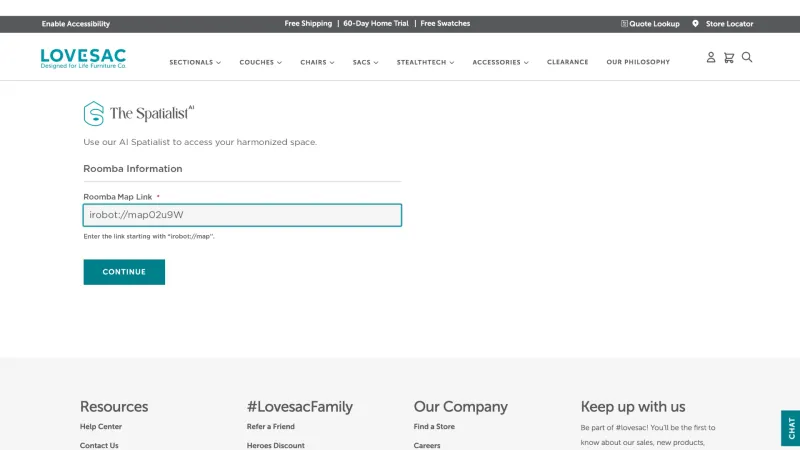 Enable Accessibility
Free Shipping | 60-Day Home Trial | Free Swatches
Quote Lookup
Store Locator
LOVESAC
Designed for Life Furniture Co.
SECTIONALS
COUCHES
CHAIRS
SACS
STEALTHTECH
ACCESSORIES
CLEARANCE
OUR PHILOSOPHY
The Spatialist AI
Use our AI Spatialist to access your harmonized space.
Roomba Information
Roomba Map Link *
irobot://map02u9W
Enter the link starting with "irobot://map".
CONTINUE
Resources
Help Center
Contact Us
#LovesacFamily
Refer a Friend
Heroes Discount
Our Company
Find a Store
Careers
Keep up with us
Be part of #lovesac! You'll be the first to
know about our sales, new products,
CHAT